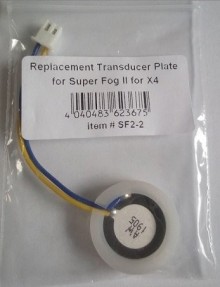 Replacement Transducer Plate
for Super Fog II for X4
4 040483 623675
item # SF2-2